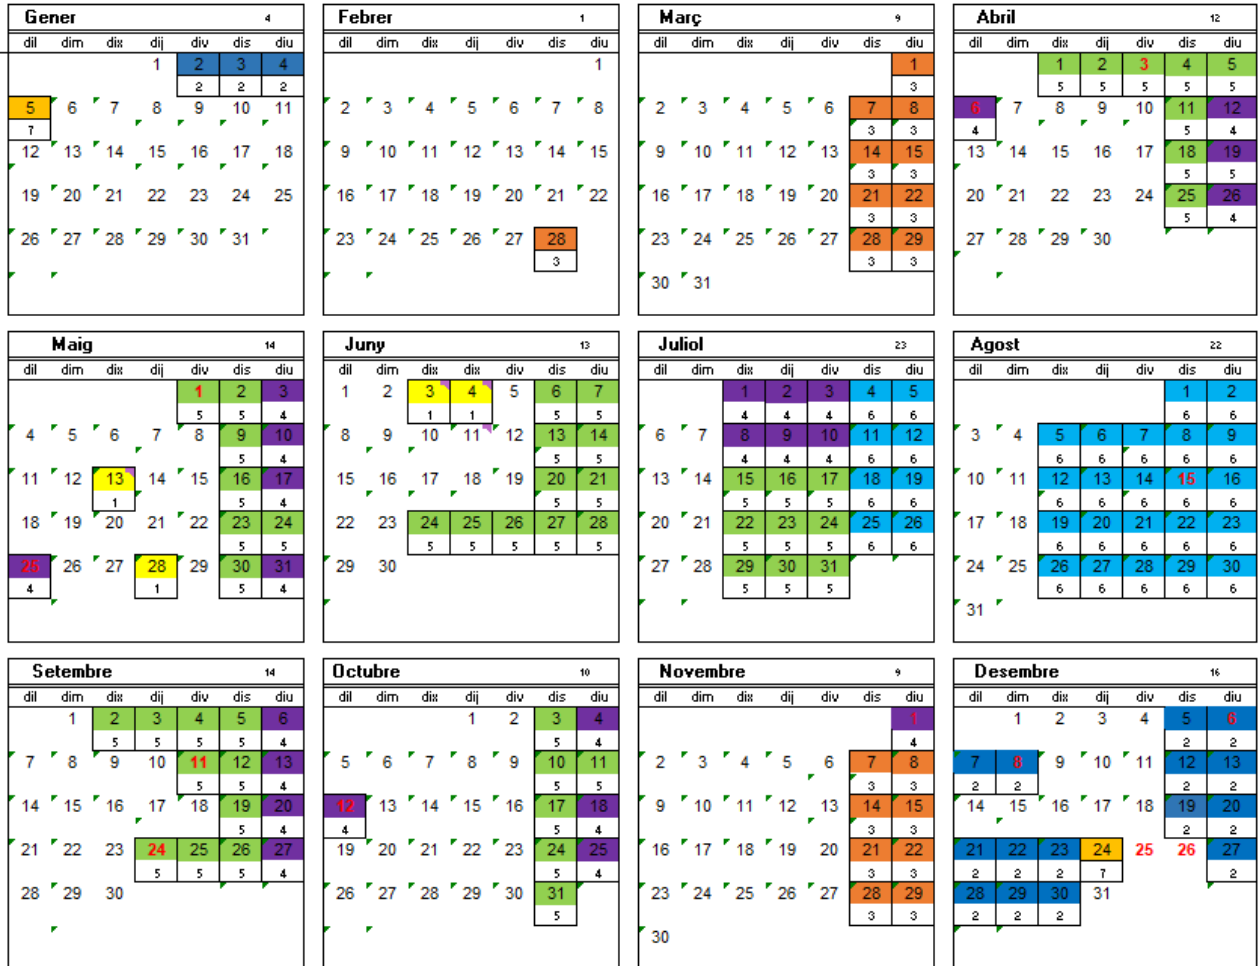 Gener 4
dil dim dix dij div dis diu
1 2 3 4
2 2 2
5 6 7 8 9 10 11
7
12 13 14 15 16 17 18
19 20 21 22 23 24 25
26 27 28 29 30 31
Febrer 1
dil dim dix dij div dis diu
1
2 3 4 5 6 7 8
9 10 11 12 13 14 15
16 17 18 19 20 21 22
23 24 25 26 27 28
3
Març 9
dil dim dix dij div dis diu
1
3
2 3 4 5 6 7 8
3 3
9 10 11 12 13 14 15
3 3
16 17 18 19 20 21 22
3 3
23 24 25 26 27 28 29
3 3
30 31
Abril 12
dil dim dix dij div dis diu
1 2 3 4 5
5 5 5 5 5
6 7 8 9 10 11 12
4 5 4
13 14 15 16 17 18 19
5 5
20 21 22 23 24 25 26
5 4
27 28 29 30
Maig 14
dil dim dix dij div dis diu
1 2 3
5 5 4
4 5 6 7 8 9 10
5 4
11 12 13 14 15 16 17
1 5 4
18 19 20 21 22 23 24
5 5
25 26 27 28 29 30 31
4 1 5 4
Juny 13
dil dim dix dij div dis diu
1 2 3 4 5 6 7
1 1 5 5
8 9 10 11 12 13 14
5 5
15 16 17 18 19 20 21
5 5
22 23 24 25 26 27 28
5 5 5 5 5
29 30
Juliol 23
dil dim dix dij div dis diu
1 2 3 4 5
4 4 4 6 6
6 7 8 9 10 11 12
4 4 4 6 6
13 14 15 16 17 18 19
5 5 5 6 6
20 21 22 23 24 25 26
5 5 5 6 6
27 28 29 30 31
5 5 5
Agost 22
dil dim dix dij div dis diu
1 2
6 6
3 4 5 6 7 8 9
6 6 6 6 6
10 11 12 13 14 15 16
6 6 6 6 6
17 18 19 20 21 22 23
6 6 6 6 6
24 25 26 27 28 29 30
6 6 6 6 6
31
Setembre 14
dil dim dix dij div dis diu
1 2 3 4 5 6
5 5 5 5 4
7 8 9 10 11 12 13
5 5 4
14 15 16 17 18 19 20
5 4
21 22 23 24 25 26 27
5 5 5 4
28 29 30
Octubre 10
dil dim dix dij div dis diu
1 2 3 4
5 4
5 6 7 8 9 10 11
5 5
12 13 14 15 16 17 18
4 5 4
19 20 21 22 23 24 25
5 4
26 27 28 29 30 31
5
Novembre 9
dil dim dix dij div dis diu
1
4
2 3 4 5 6 7 8
3 3
9 10 11 12 13 14 15
3 3
16 17 18 19 20 21 22
3 3
23 24 25 26 27 28 29
3 3
30
Desembre 16
dil dim dix dij div dis diu
1 2 3 4 5 6
2 2
7 8 9 10 11 12 13
2 2 2 2
14 15 16 17 18 19 20
2 2
21 22 23 24 25 26 27
2 2 2 7 2
28 29 30 31
2 2 2